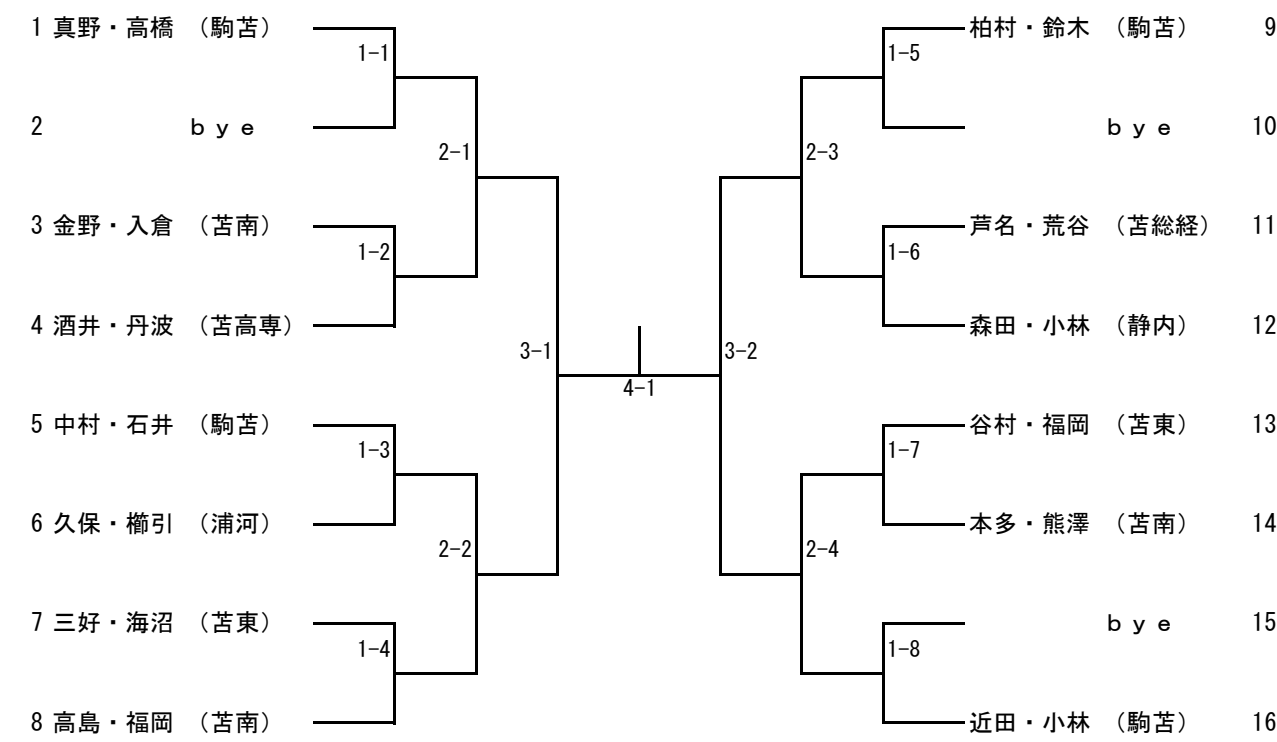 1 真野・高橋 （駒苫）
1-1
2 ｂｙｅ
2-1
3 金野・入倉 （苫南）
1-2
4 酒井・丹波 （苫高専）
3-1
5 中村・石井 （駒苫）
1-3
6 久保・櫛引 （浦河）
2-2
7 三好・海沼 （苫東）
1-4
8 高島・福岡 （苫南）
4-1
柏村・鈴木 （駒苫） 9
1-5
ｂｙｅ 10
2-3
芦名・荒谷 （苫総経） 11
1-6
森田・小林 （静内） 12
3-2
谷村・福岡 （苫東） 13
1-7
本多・熊澤 （苫南） 14
2-4
ｂｙｅ 15
1-8
近田・小林 （駒苫） 16